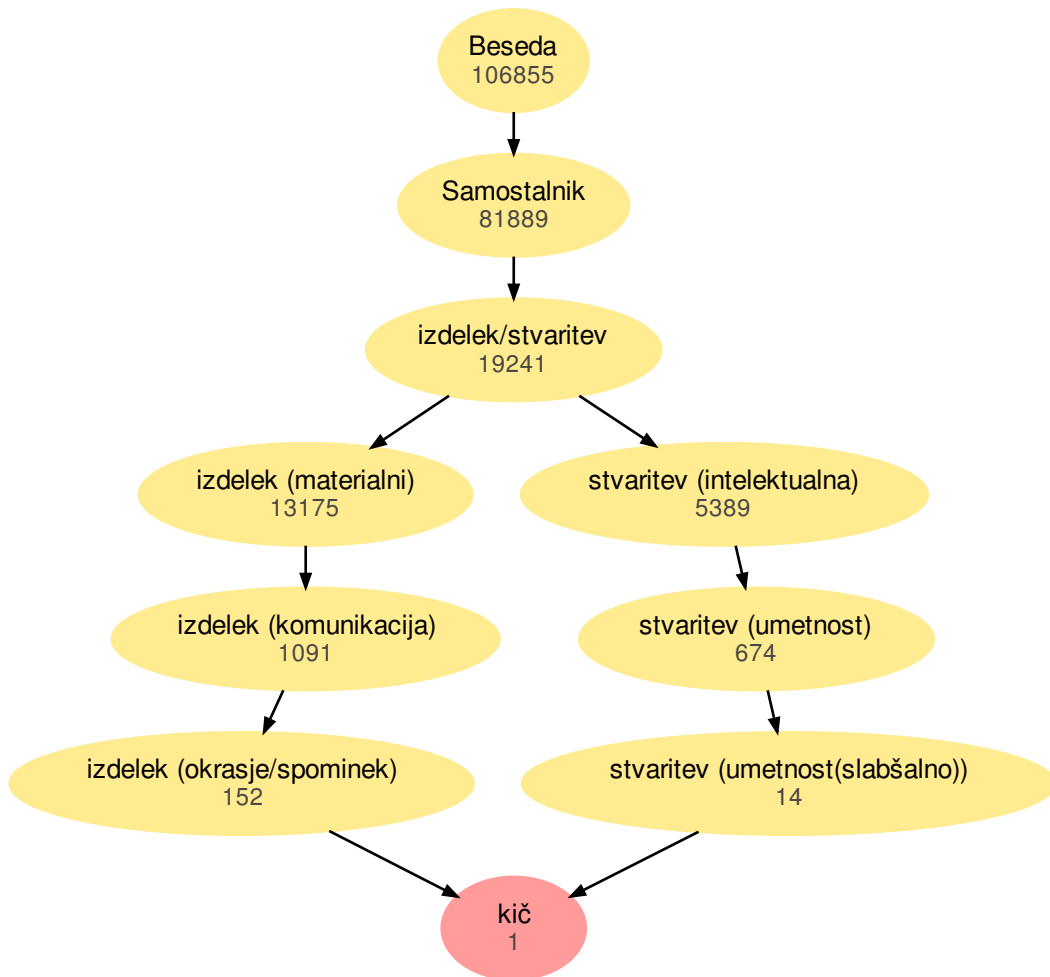 Beseda
106855
Samostalnik
81889
izdelek/stvaritev
19241
izdelek (materialni)
13175
stvaritev (intelektualna)
5389
izdelek (komunikacija)
1091
stvaritev (umetnost)
674
izdelek (okrasje/spominek)
152
stvaritev (umetnost(slabšalno))
14
kič
1